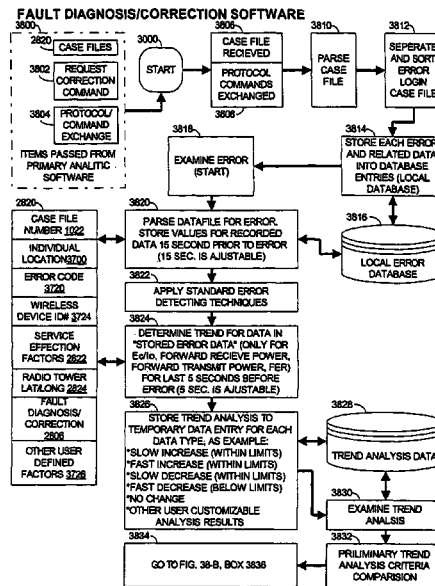 FAULT DIAGNOSIS/CORRECTION SOFTWARE
3800
2820
CASE FILES
3802
REQUEST
CORRECTION
COMMAND
3804
PROTOCOL/
COMMAND
EXCHANGE
ITEMS PASSED FROM
PRIMARY ANALITIC
SOFTWARE
3000
START
3806
CASE FILE
RECIEVED
PROTOCOL
COMMANDS
EXCHANGED
3808
3810
PARSE
CASE
FILE
3812
SEPERATE
AND SORT
ERROR
LOGIN
CASE FILE
3814
STORE EACH
ERROR AND
RELATED DATA
INTO DATABASE
ENTRIES (LOCAL
DATABASE)
3816
LOCAL ERROR
DATABASE
3818
EXAMINE ERROR
(START)
3820
PARSE DATAFILE FOR ERROR.
STORE VALUES FOR RECORDED
DATA 15 SECOND PRIOR TO ERROR
(15 SEC. IS AJUSTABLE)
3822
APPLY STANDARD ERROR
DETECTING TECHNIQUES
3824
DETERMINE TREND FOR DATA IN
"STORED ERROR DATA" (ONLY FOR
Ec/Io, FORWARD RECIEVE POWER,
FORWARD TRANSMIT POWER, FER)
FOR LAST 5 SECONDS BEFORE
ERROR (5 SEC. IS AJUSTABLE)
3826
STORE TREND ANALYSIS TO
TEMPORARY DATA ENTRY FOR EACH
DATA TYPE, AS EXAMPLE:
*SLOW INCREASE (WITHIN LIMITS)
*FAST INCREASE (WITHIN LIMITS)
*SLOW DECREASE (WITHIN LIMITS)
*FAST DECREASE (BELOW LIMITS)
*NO CHANGE
*OTHER USER CUSTOMIZABLE
ANALYSIS RESULTS
3828
TREND ANALYSIS DATA
3830
EXAMINE TREND
ANALSIS
3832
PRILIMINARY TREND
ANALYSIS CRITERIA
COMPARISION
3834
GO TO FIG. 38-B, BOX 3836
2820
CASE FILE
NUMBER 1022
INDIVIDUAL
LOCATION 3700
ERROR CODE
3720
WIRELESS
DEVICE ID# 3724
SERVICE
EFFECTION
FACTORS 2822
RADIO TOWER
LAT/LONG 2824
FAULT
DIAGNOSIS/
CORRECTION
2806
OTHER USER
DEFINED
FACTORS 3726